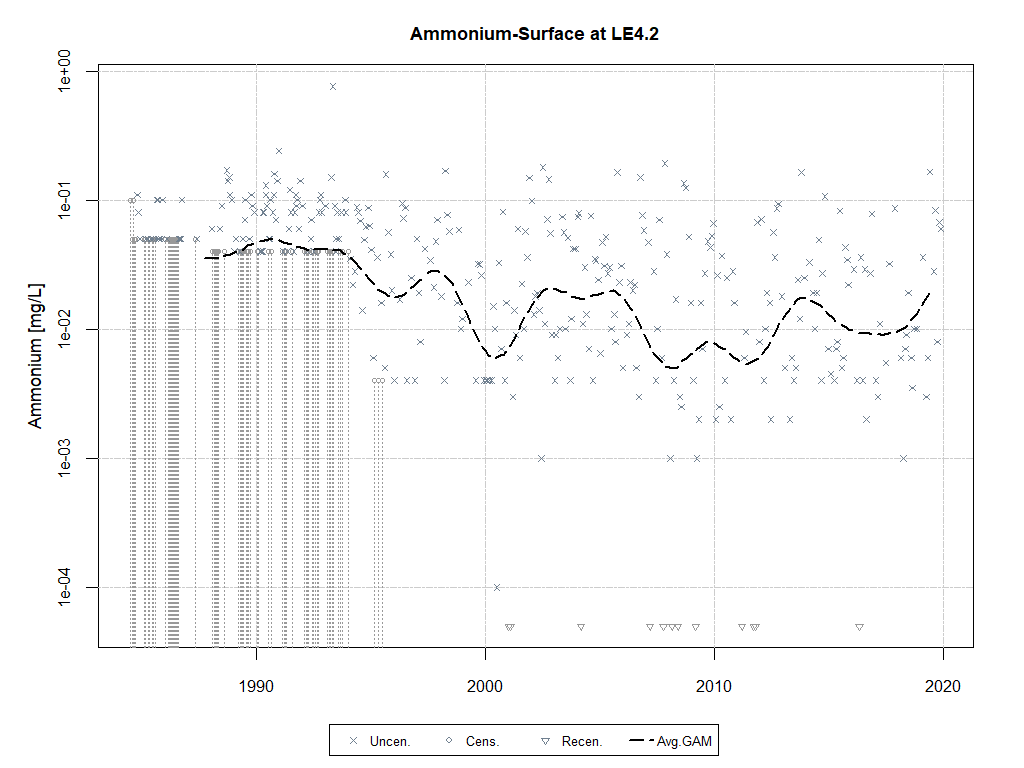 Ammonium-Surface at LE4.2
Ammonium [mg/L]
1e+00
1e-01
1e-02
1e-03
1e-04
1990 2000 2010 2020
Uncen. Cens. Recen. Avg.GAM